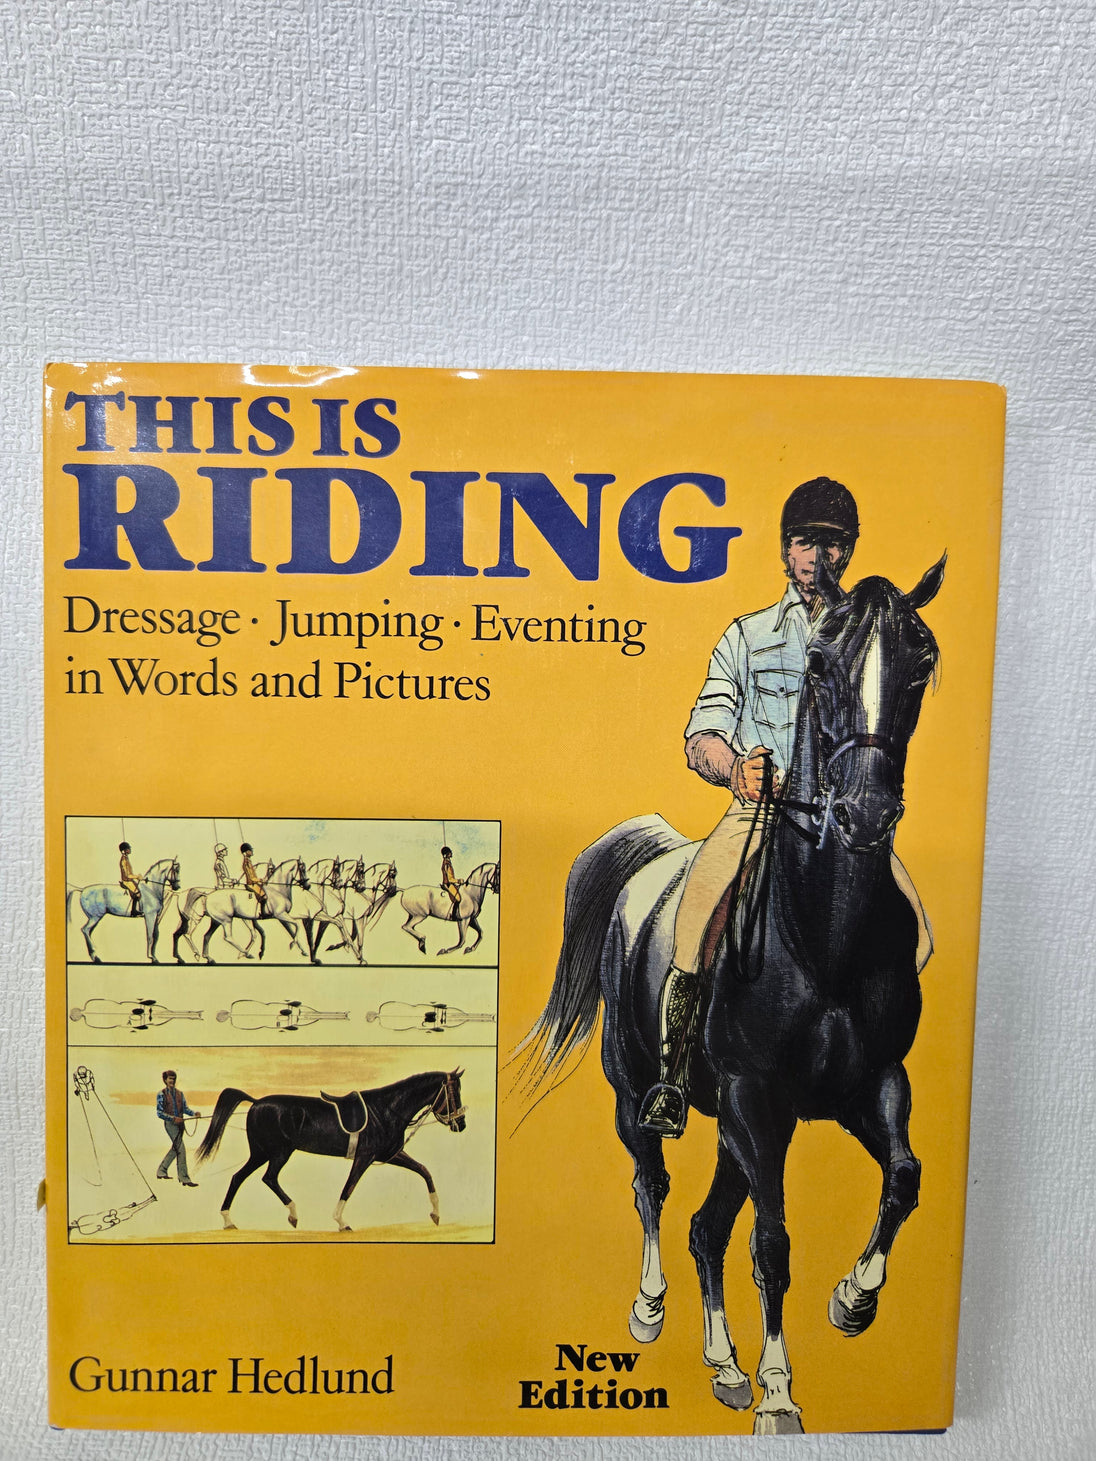 THIS IS
RIDING
Dressage · Jumping · Eventing
in Words and Pictures
Gunnar Hedlund
New
Edition